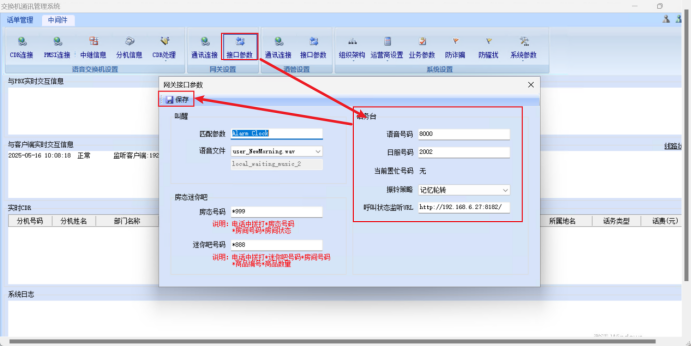 交换机通讯管理系统
话单管理 中间件
CDR连接 PMSI连接 中继信息 分机信息 CDR处理 通讯连接 接口参数 通讯连接 接口参数 组织架构 运营商设置 业务参数 防诈骗 防骚扰 系统参数
语音交换机设置 网关设置 语音设置 系统设置
与PBX实时交互信息
网关接口参数
保存
叫醒
匹配参数 Alarm Clock
语音文件 user_NewMorning.wav
local_waiting_music_2
话务台
语音号码 8000
日服号码 2002
当前置忙号码 无
振铃策略 记忆轮转
呼叫状态监听URL http://192.168.6.27:8182/
与客户端实时交互信息
2025-05-16 10:08:18 正常 监听客户端:192
房态迷你吧
房态号码 *999
说明: 电话中拨打*房态号码
*房间号码*房间状态
迷你吧号码 *888
说明: 电话中拨打*迷你吧号码*房间号码
*商品编号*商品数量
实时CDR
分机号码 分机姓名 部门名称 所属地名 话务类型 话费(元)
系统日志